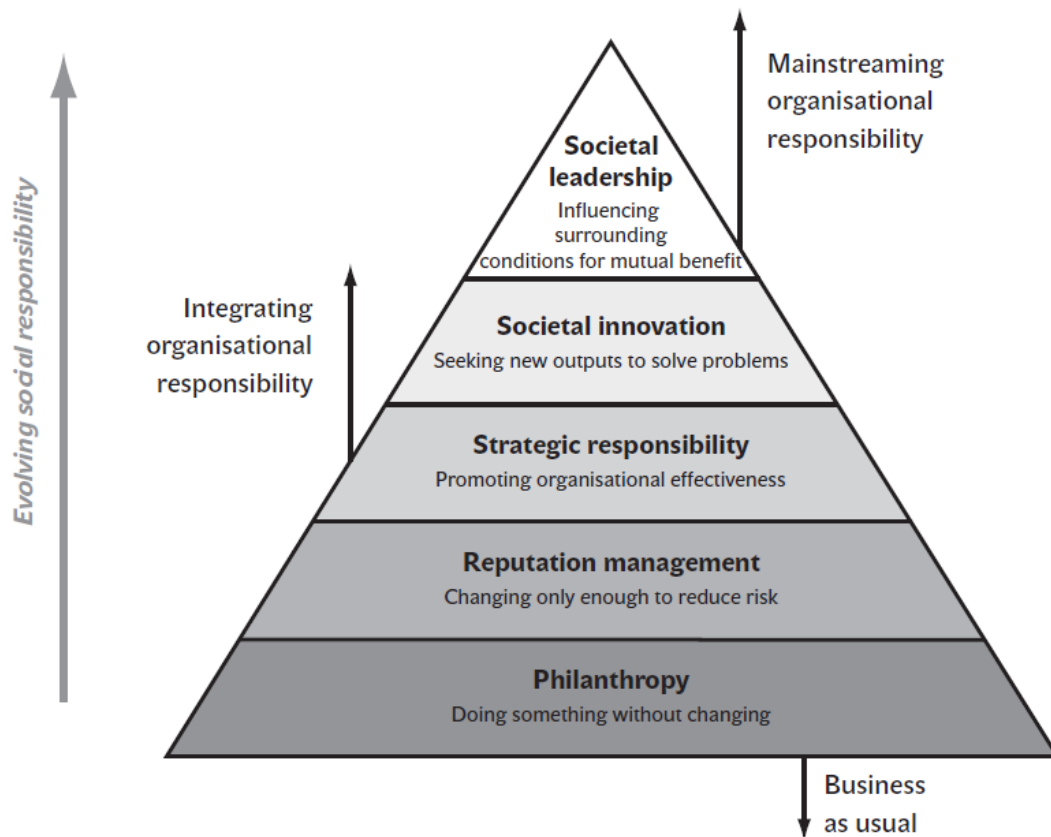 Mainstreaming
organisational
responsibility
Societal
leadership
Influencing
surrounding
conditions for mutual benefit
Evolving social responsibility
Integrating
organisational
responsibility
Societal innovation
Seeking new outputs to solve problems
Strategic responsibility
Promoting organisational effectiveness
Reputation management
Changing only enough to reduce risk
Philanthropy
Doing something without changing
Business
as usual